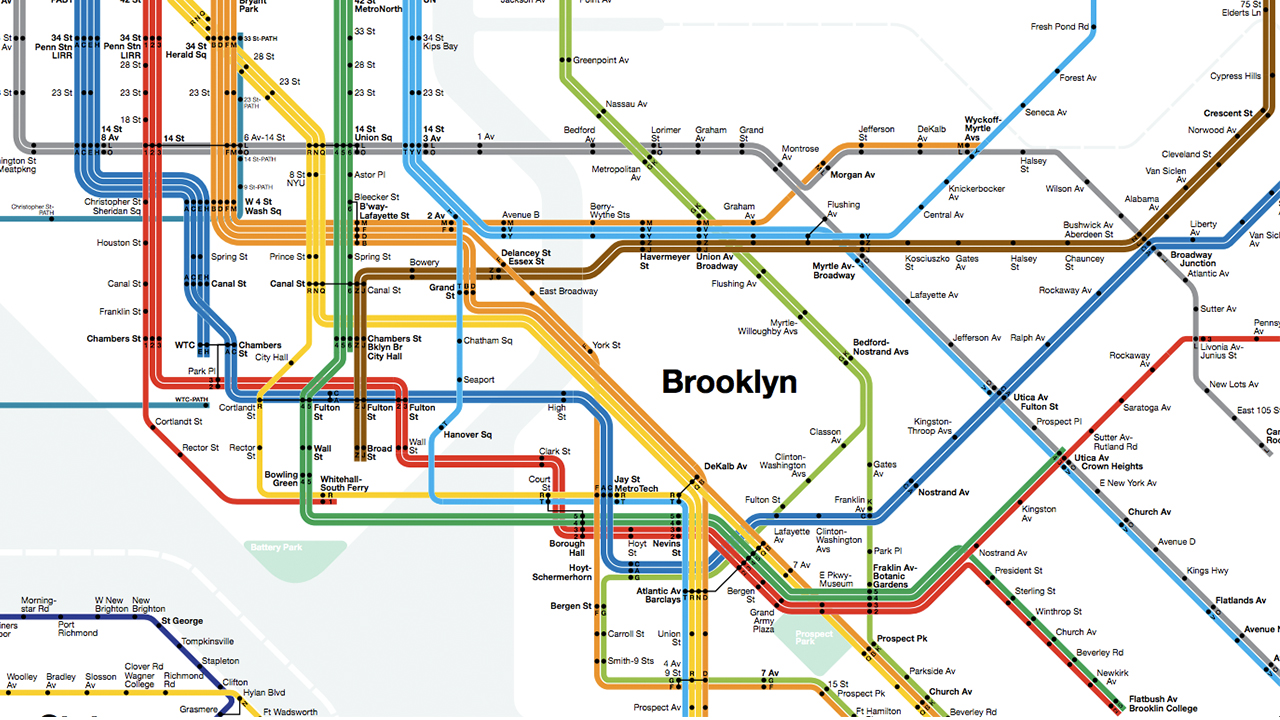 Bryant
Park
42 St
MetroNorth
75 St
Elderts Ln
34 St
Penn Stn
LIRR
34 St
Penn Stn
LIRR
34 St
Herald Sq
33 St-PATH
33 St
34 St
Kips Bay
Fresh Pond Rd
28 St
28 St
28 St
Greenpoint Av
Forest Av
Cypress Hills
23 St
23 St
23 St
23 St
23 St-
PATH
23 St
23 St
Nassau Av
Seneca Av
Crescent St
18 St
Norwood Av
14 St
8 Av
14 St
6 Av-14 St
14 St
Union Sq
14 St
3 Av
1 Av
Bedford
Av
Lorimer
St
Graham
Av
Grand
St
Montrose
Av
Jefferson
St
DeKalb
Av
Wyckoff-
Myrtle
Avs
Halsey
St
Cleveland St
14 St-PATH
Metropolitan
Av
Morgan Av
Van Siclen
Av
8 St
NYU
9 St-PATH
Astor Pl
Knickerbocker
Av
Wilson Av
Christopher St-
PATH
Christopher St
Sheridan Sq
W 4 St
Wash Sq
Bleecker St
B'way-
Lafayette St
2 Av
Avenue B
Berry-
Wythe Sts
Graham
Av
Flushing
Av
Central Av
Alabama
Av
Bushwick Av
Aberdeen St
Liberty
Av
Van Sic
Av
Houston St
Spring St
Prince St
Spring St
Bowery
Delancey St
Essex St
Havermeyer
St
Union Av
Broadway
Myrtle Av-
Broadway
Kosciuszko
St
Gates
Av
Halsey
St
Chauncey
St
Broadway
Junction
Canal St
Canal St
Canal St
Canal St
Grand
St
East Broadway
Flushing Av
Lafayette Av
Rockaway Av
Atlantic Av
Franklin St
Myrtle-
Willoughby Avs
Sutter Av
Chambers St
WTC
Chambers
St
City Hall
Chambers St
Bklyn Br
City Hall
Chatham Sq
York St
Bedford-
Nostrand Avs
Jefferson Av
Ralph Av
Rockaway
Av
Livonia Av-
Junius St
Park Pl
Seaport
Brooklyn
New Lots Av
WTC-PATH
Cortlandt
St
Fulton
St
Fulton
St
Fulton
St
High
St
Utica Av
Fulton St
Saratoga Av
East 105 St
Cortlandt St
Hanover Sq
Classon
Av
Kingston-
Throop Avs
Prospect Pl
Rector St
Rector
St
Wall
St
Broad
St
Wall
St
Clark St
Sutter Av-
Rutland Rd
Bowling
Green
Whitehall-
South Ferry
Court
St
Jay St
MetroTech
DeKalb Av
Clinton-
Washington
Avs
Gates
Av
Utica Av
Crown Heights
E New York Av
Nostrand Av
Fulton St
Franklin
Av
Church Av
Kingston
Av
Battery Park
Borough
Hall
Hoyt
St
Nevins
St
Lafayette
Av
Clinton-
Washington
Avs
Park Pl
Avenue D
Nostrand Av
Hoyt-
Schermerhorn
7 Av
E Pkwy-
Museum
Fraklin Av-
Botanic
Gardens
President St
Kings Hwy
Atlantic Av
Barclays
Bergen
St
Sterling St
Morning-
star Rd
W New
Brighton
New
Brighton
St George
Port
Richmond
Bergen St
Grand
Army
Plaza
Winthrop St
Flatlands Av
Tompkinsville
Carroll St
Union
St
Prospect
Park
Prospect Pk
Church Av
Stapleton
Smith-9 Sts
4 Av
9 St
7 Av
Parkside Av
Beverley Rd
Woolley
Av
Bradley
Av
Slosson
Av
Clover Rd
Wagner
College
Richmond
Rd
Clifton
Hylan Blvd
15 St
Prospect Pk
Church Av
Newkirk
Av
Flatbush Av
Brooklyn College
Grasmere
Ft Wadsworth
Prospect Av
Ft Hamilton
Beverley Rd